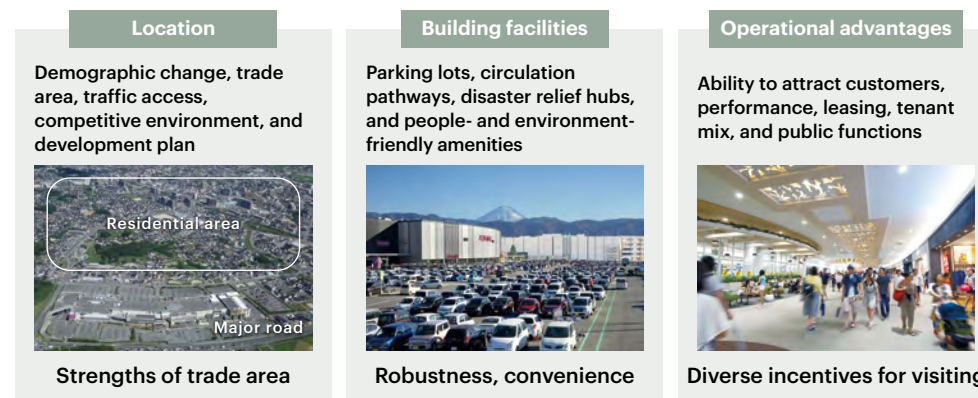 Location
Demographic change, trade
area, traffic access,
competitive environment, and
development plan
Residential area
Major road
Strengths of trade area
Building facilities
Parking lots, circulation
pathways, disaster relief hubs,
and people- and environment-
friendly amenities
Robustness, convenience
Operational advantages
Ability to attract customers,
performance, leasing, tenant
mix, and public functions
Diverse incentives for visiting